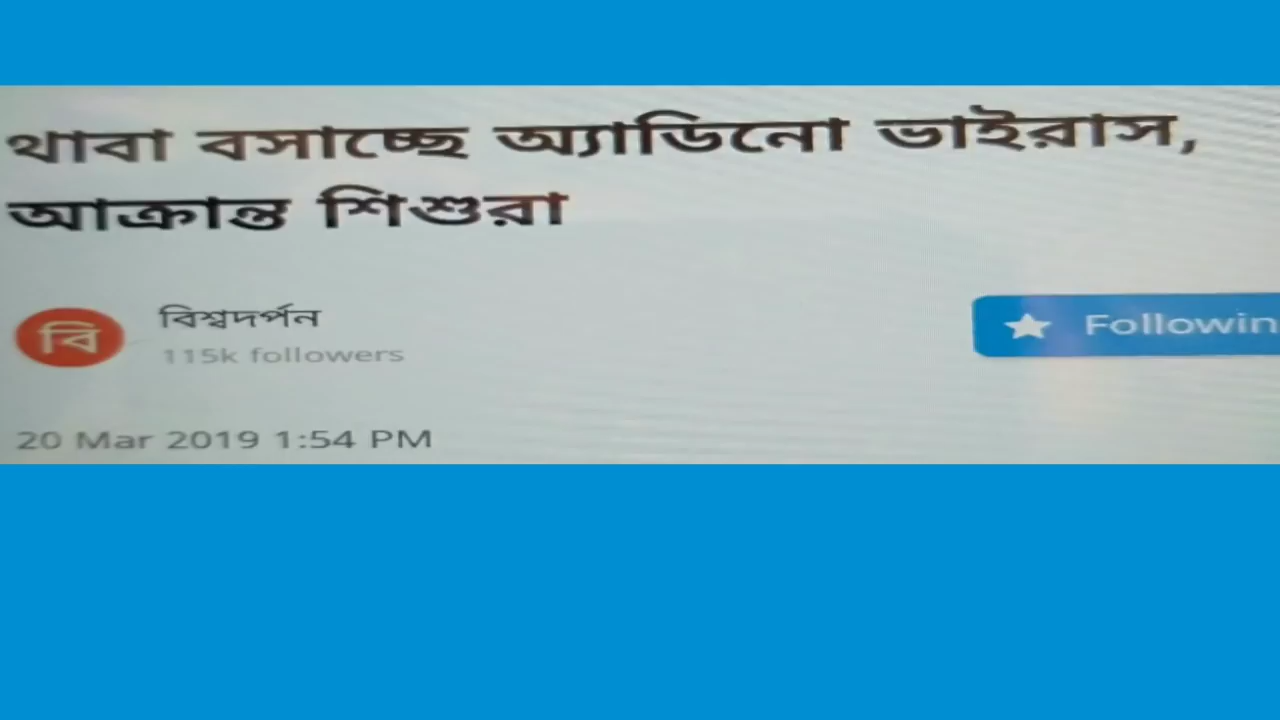 থাবা বসাচ্ছে অ্যাডিনো ভাইরাস,
আক্রান্ত শিশুরা
বি
বিশ্বদর্পন
115k followers
Followin
20 Mar 2019 1:54 PM